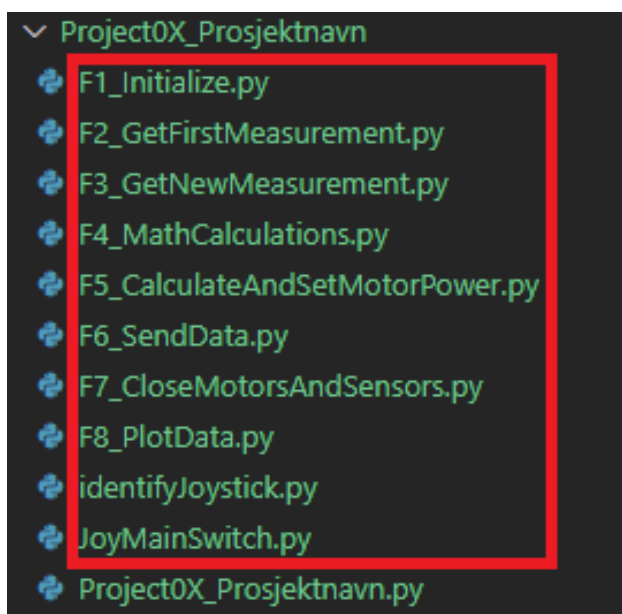 Project0X_Prosjektnavn
F1_Initialize.py
F2_GetFirstMeasurement.py
F3_GetNewMeasurement.py
F4_MathCalculations.py
F5_CalculateAndSetMotorPower.py
F6_SendData.py
F7_CloseMotorsAndSensors.py
F8_PlotData.py
identifyJoystick.py
JoyMainSwitch.py
Project0X_Prosjektnavn.py